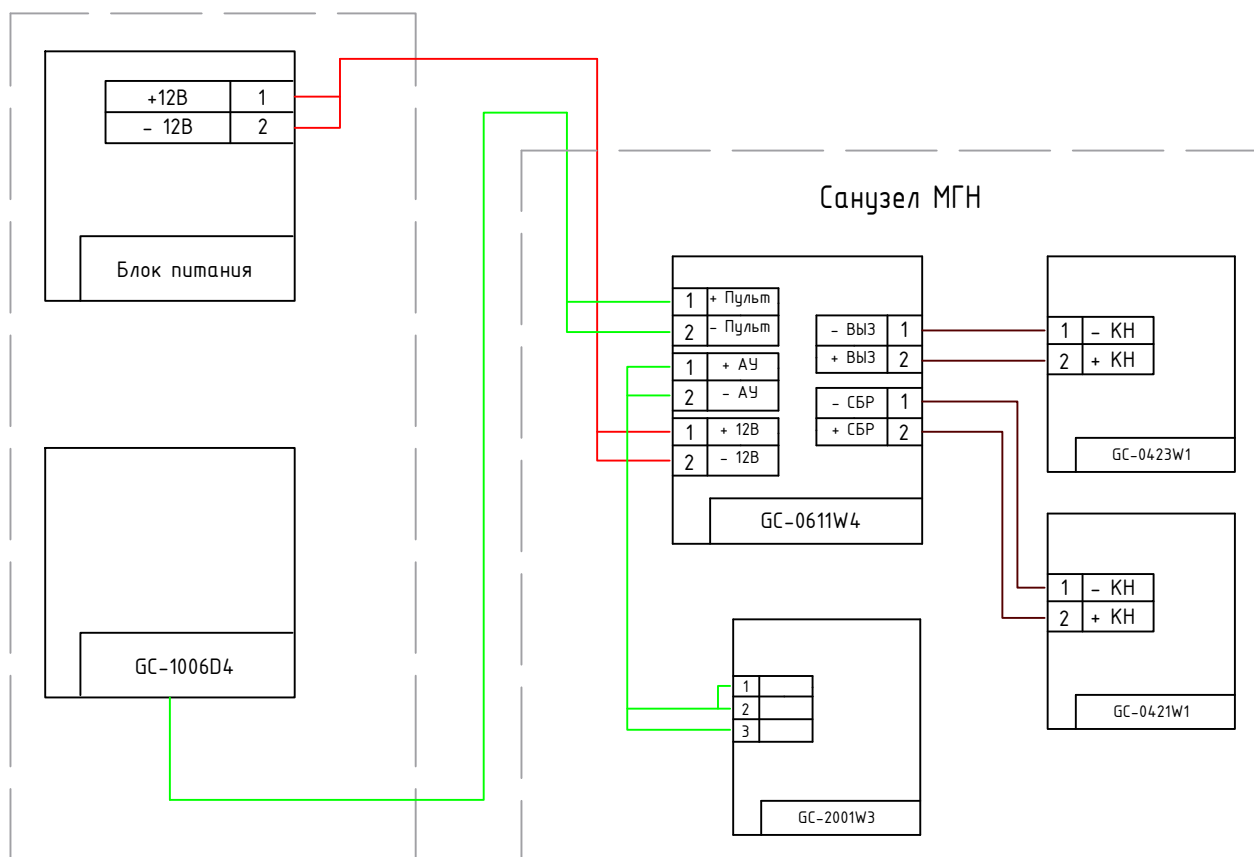 +12В 1
- 12В 2
Блок питания
GC-1006D4
Санузел МГН
1 + Пульт
2 - Пульт
1 + АУ
2 - АУ
1 + 12В
2 - 12В
- ВЫЗ 1
+ ВЫЗ 2
- СБР 1
+ СБР 2
GC-0611W4
1 - КН
2 + КН
GC-0423W1
1 - КН
2 + КН
GC-0421W1
1
2
3
GC-2001W3